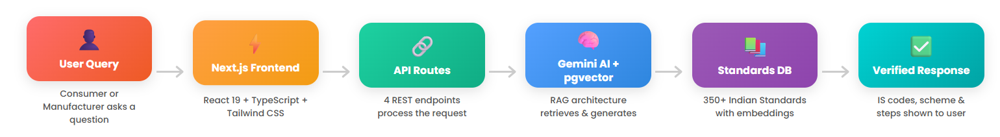 User Query
Consumer or
Manufacturer asks a
question
Next.js Frontend
React 19 + TypeScript +
Tailwind CSS
API Routes
4 REST endpoints
process the request
Gemini AI +
pgvector
RAG architecture
retrieves & generates
Standards DB
350+ Indian Standards
with embeddings
Verified Response
IS codes, scheme &
steps shown to user